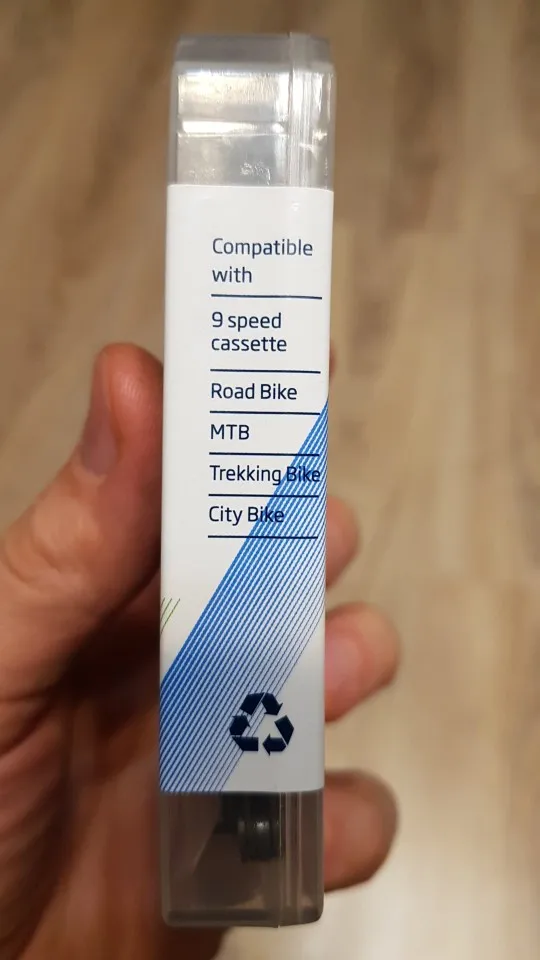 Compatible
with
9 speed
cassette
Road Bike
MTB
Trekking Bike
City Bike